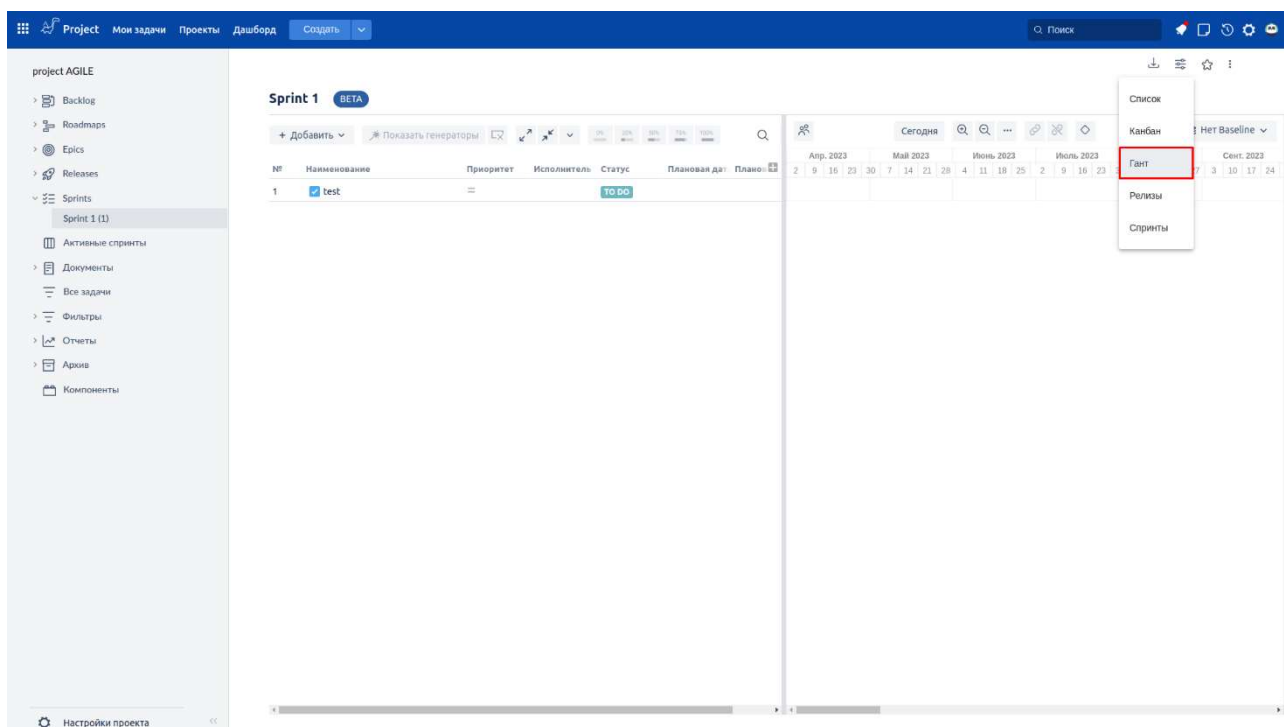 Project Мои задачи Проекты Дашборд Создать Поиск
project AGILE
Backlog
Roadmaps
Epics
Releases
Sprints
Sprint 1 (1)
Активные спринты
Документы
Все задачи
Фильтры
Отчеты
Архив
Компоненты
Настройки проекта
Sprint 1 BETA
+ Добавить Показать генераторы
№ Наименование Приоритет Исполнитель Статус Плановая дат Планов
1 test TO DO
Сегодня Нет Baseline
Апр. 2023 Май 2023 Июнь 2023 Июль 2023 Сент. 2023
2 9 16 23 30 7 14 21 28 4 11 18 25 2 9 16 23 3 10 17 24
Список
Канбан
Гант
Релизы
Спринты